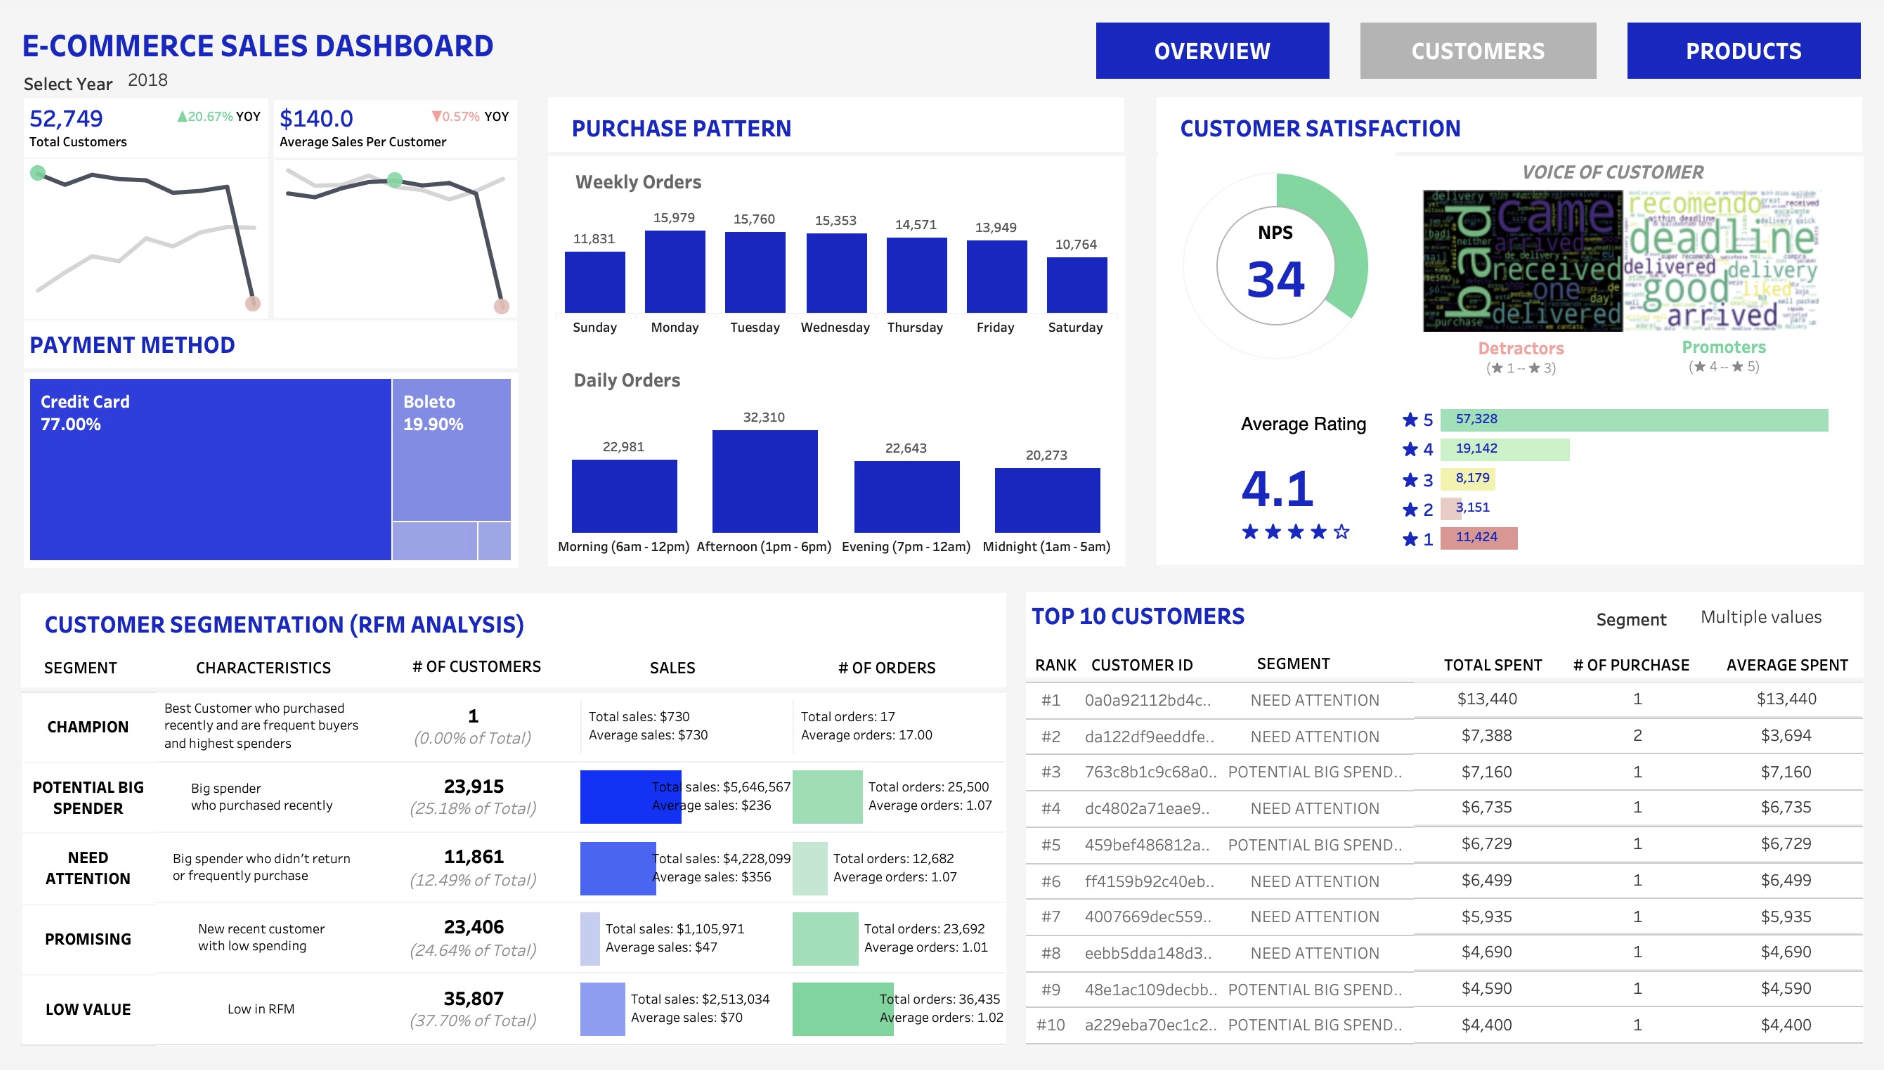 E-COMMERCE SALES DASHBOARD
OVERVIEW
CUSTOMERS
PRODUCTS
Select Year 2018
52,749
▲20.67% YOY
Total Customers
$140.0
▼0.57% YOY
Average Sales Per Customer
PAYMENT METHOD
Credit Card
77.00%
Boleto
19.90%
PURCHASE PATTERN
Weekly Orders
11,831 15,979 15,760 15,353 14,571 13,949 10,764
Sunday Monday Tuesday Wednesday Thursday Friday Saturday
Daily Orders
22,981 32,310 22,643 20,273
Morning (6am - 12pm) Afternoon (1pm - 6pm) Evening (7pm - 12am) Midnight (1am - 5am)
CUSTOMER SATISFACTION
NPS
34
VOICE OF CUSTOMER
bad
came
arrived
received
one
day
delivered
purchase
recomendo
received
within deadline
delivery quick
deadline
delivered
delivery
good
liked
arrived
Detractors
(★ 1 -- ★ 3)
Promoters
(★ 4 -- ★ 5)
Average Rating
4.1
★ ★ ★ ★ ☆
★ 5 57,328
★ 4 19,142
★ 3 8,179
★ 2 3,151
★ 1 11,424
CUSTOMER SEGMENTATION (RFM ANALYSIS)
SEGMENT CHARACTERISTICS # OF CUSTOMERS SALES # OF ORDERS
CHAMPION
Best Customer who purchased
recently and are frequent buyers
and highest spenders
1
(0.00% of Total)
Total sales: $730
Average sales: $730
Total orders: 17
Average orders: 17.00
POTENTIAL BIG
SPENDER
Big spender
who purchased recently
23,915
(25.18% of Total)
Total sales: $5,646,567
Average sales: $236
Total orders: 25,500
Average orders: 1.07
NEED
ATTENTION
Big spender who didn't return
or frequently purchase
11,861
(12.49% of Total)
Total sales: $4,228,099
Average sales: $356
Total orders: 12,682
Average orders: 1.07
PROMISING
New recent customer
with low spending
23,406
(24.64% of Total)
Total sales: $1,105,971
Average sales: $47
Total orders: 23,692
Average orders: 1.01
LOW VALUE
Low in RFM
35,807
(37.70% of Total)
Total sales: $2,513,034
Average sales: $70
Total orders: 36,435
Average orders: 1.02
TOP 10 CUSTOMERS
Segment Multiple values
RANK CUSTOMER ID SEGMENT TOTAL SPENT # OF PURCHASE AVERAGE SPENT
#1 0a0a92112bd4c.. NEED ATTENTION $13,440 1 $13,440
#2 da122df9eeddfe.. NEED ATTENTION $7,388 2 $3,694
#3 763c8b1c9c68a0.. POTENTIAL BIG SPEND.. $7,160 1 $7,160
#4 dc4802a71eae9.. NEED ATTENTION $6,735 1 $6,735
#5 459bef486812a.. POTENTIAL BIG SPEND.. $6,729 1 $6,729
#6 ff4159b92c40eb.. NEED ATTENTION $6,499 1 $6,499
#7 4007669dec559.. NEED ATTENTION $5,935 1 $5,935
#8 eebb5dda148d3.. NEED ATTENTION $4,690 1 $4,690
#9 48e1ac109decbb.. POTENTIAL BIG SPEND.. $4,590 1 $4,590
#10 a229eba70ec1c2.. POTENTIAL BIG SPEND.. $4,400 1 $4,400